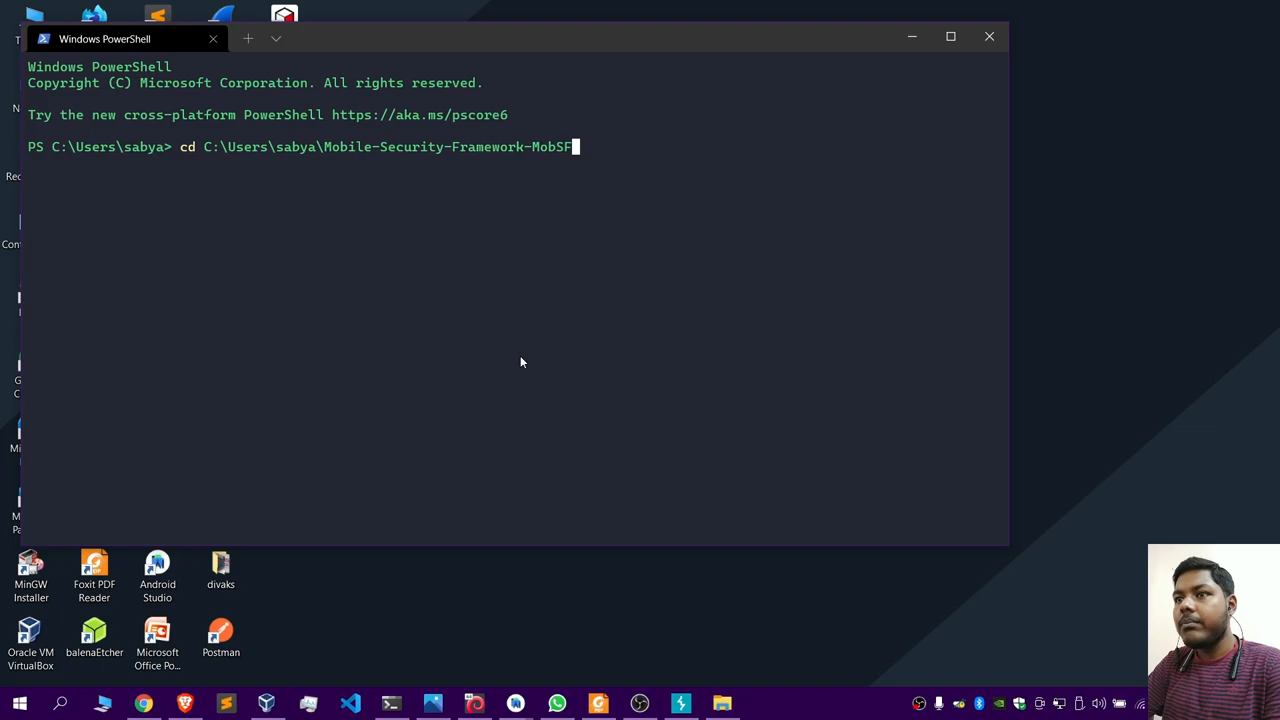 Windows PowerShell
Windows PowerShell
Copyright (C) Microsoft Corporation. All rights reserved.
Try the new cross-platform PowerShell https://aka.ms/pscore6
PS C:\Users\sabya> cd C:\Users\sabya\Mobile-Security-Framework-MobSF
MinGW
Installer
Foxit PDF
Reader
Android
Studio
divaks
Oracle VM
VirtualBox
balenaEtcher
Microsoft
Office Po...
Postman